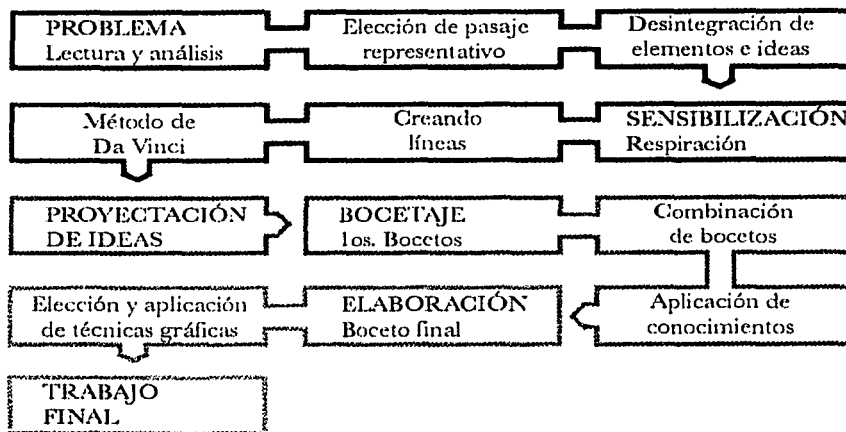 PROBLEMA
Lectura y análisis
Elección de pasaje
representativo
Desintegración de
elementos e ideas
Método de
Da Vinci
Creando
líneas
SENSIBILIZACIÓN
Respiración
PROYECTACIÓN
DE IDEAS
BOCETAJE
1os. Bocetos
Combinación
de bocetos
Elección y aplicación
de técnicas gráficas
ELABORACIÓN
Boceto final
Aplicación de
conocimientos
TRABAJO
FINAL